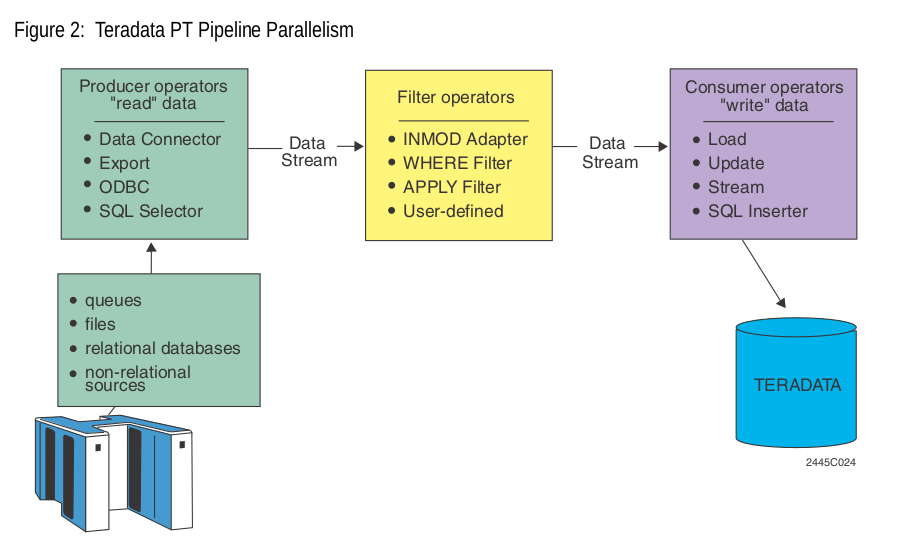 Figure 2:  Teradata PT Pipeline Parallelism
Producer operators
"read" data
• Data Connector
• Export
• ODBC
• SQL Selector
Data
Stream
Filter operators
• INMOD Adapter
• WHERE Filter
• APPLY Filter
• User-defined
Data
Stream
Consumer operators
"write" data
• Load
• Update
• Stream
• SQL Inserter
• queues
• files
• relational databases
• non-relational
sources
TERADATA
2445C024